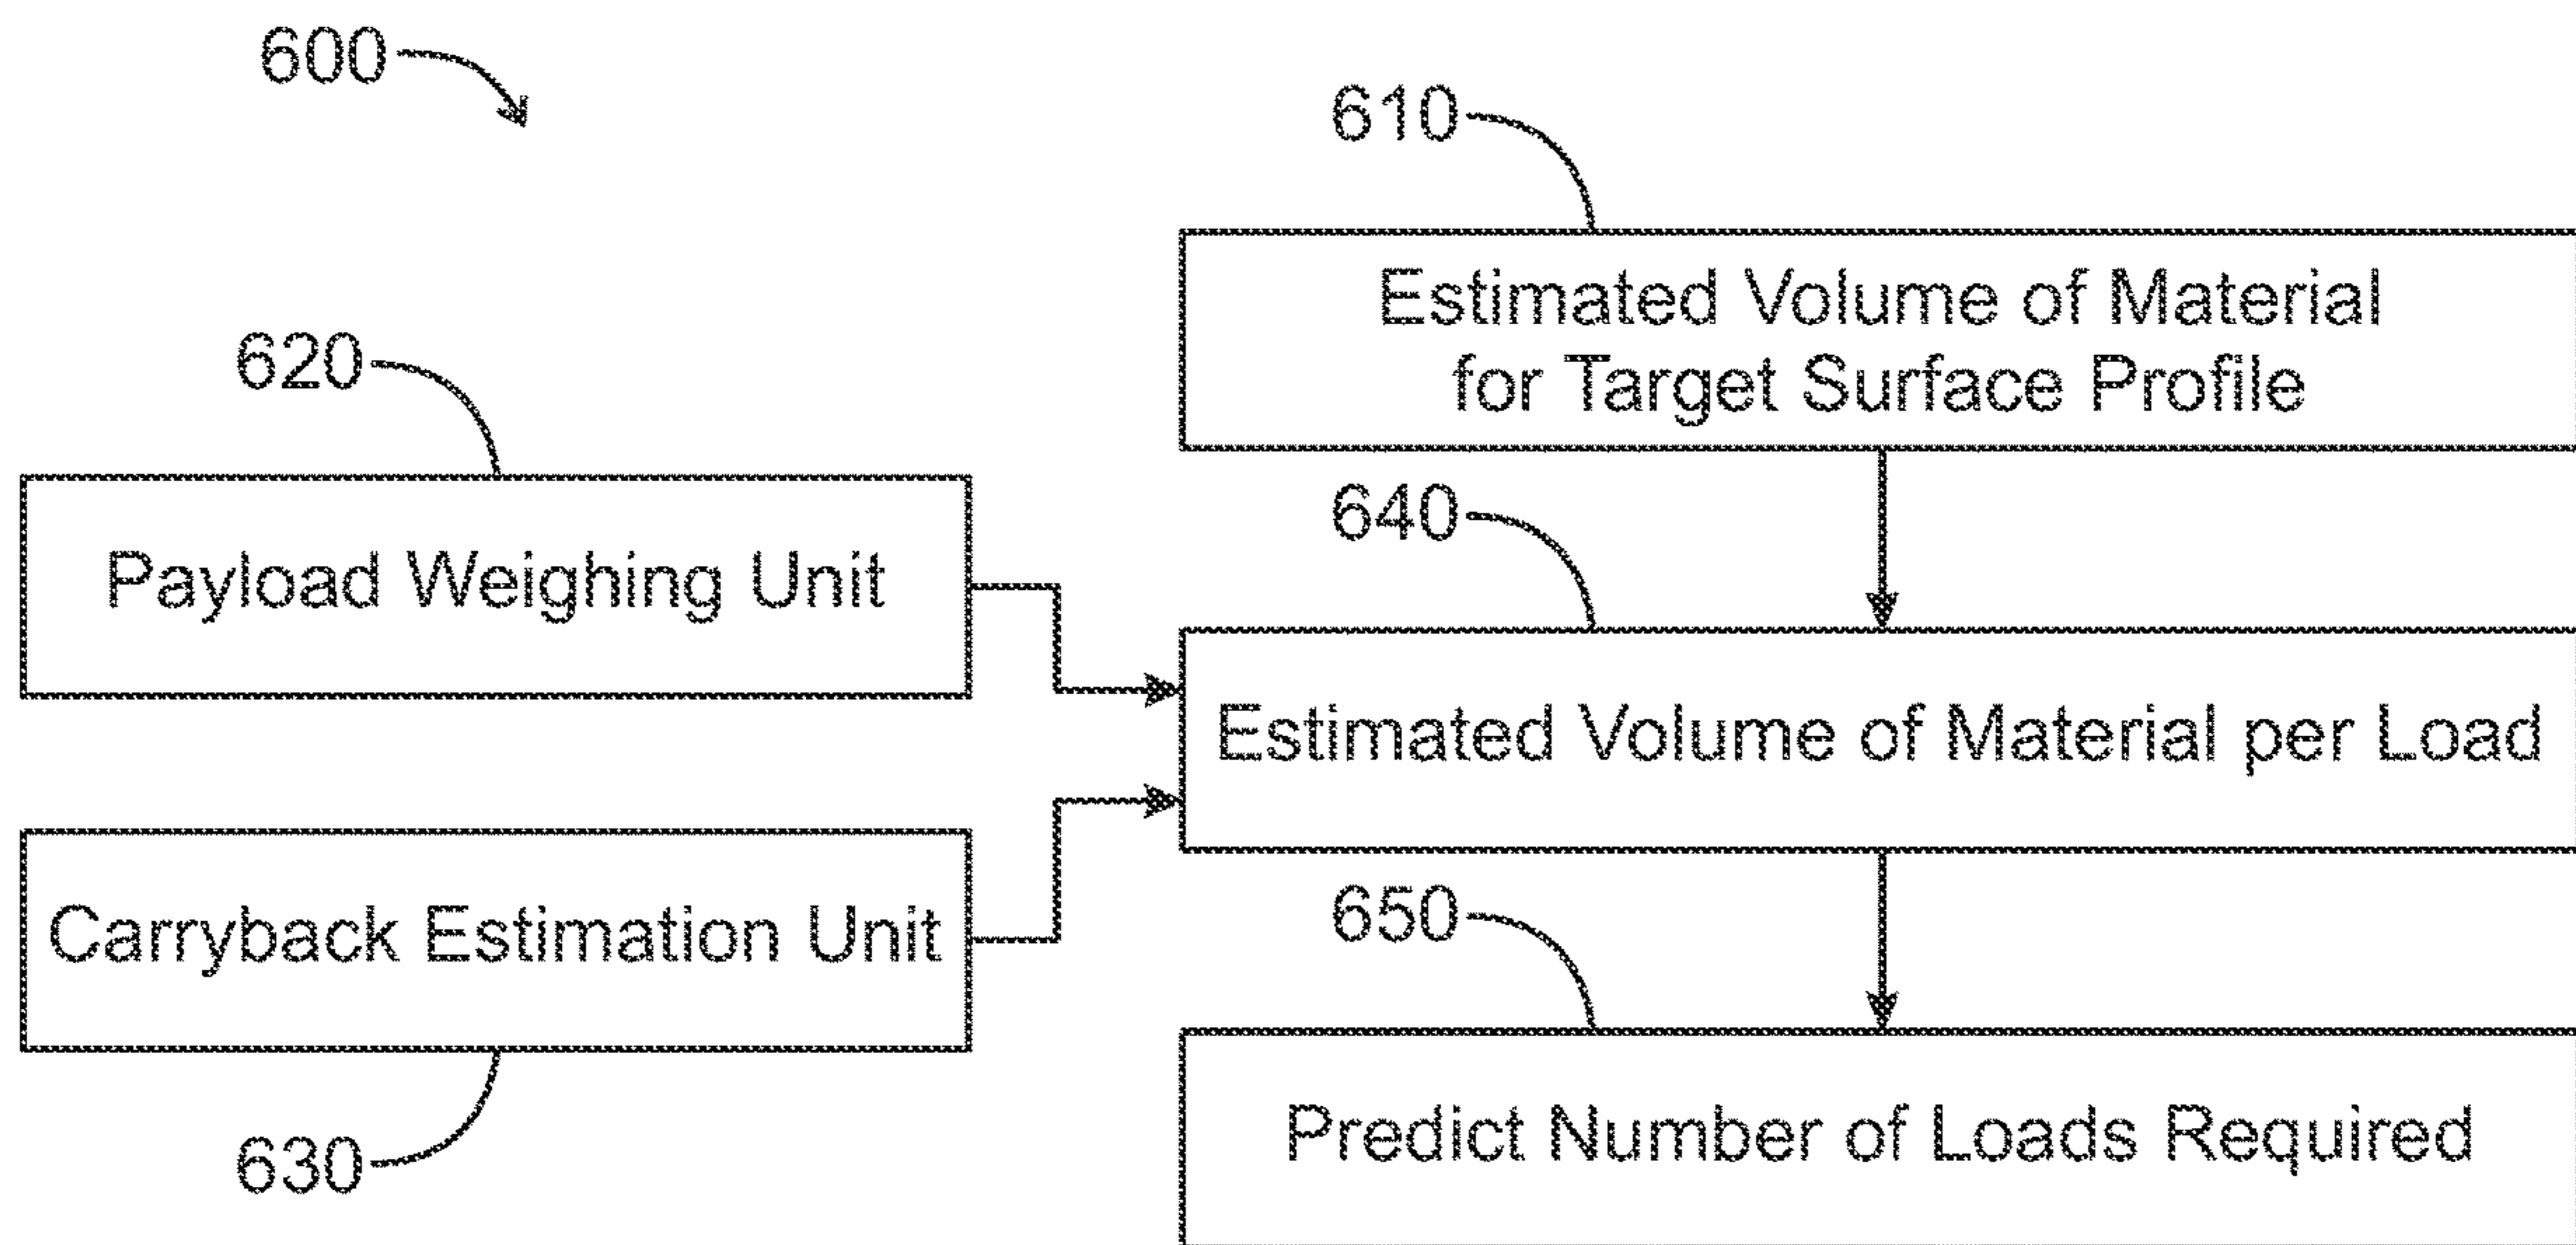 600
610
Estimated Volume of Material
for Target Surface Profile
620
Payload Weighing Unit
640
Estimated Volume of Material per Load
Carryback Estimation Unit
630
650
Predict Number of Loads Required